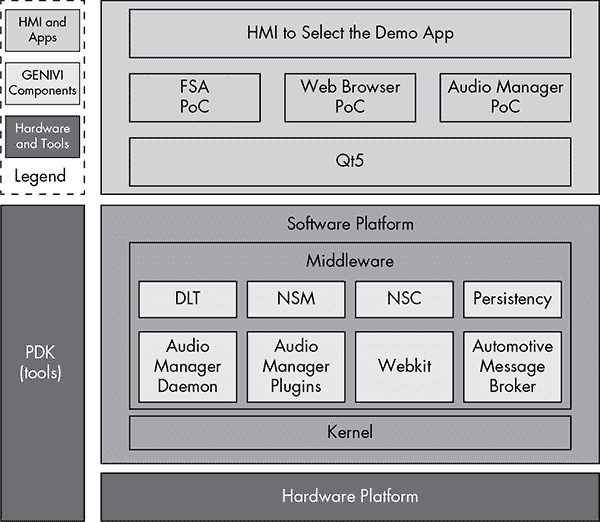 HMI and
Apps
GENIVI
Components
Hardware
and Tools
Legend
HMI to Select the Demo App
FSA
PoC
Web Browser
PoC
Audio Manager
PoC
Qt5
PDK
(tools)
Software Platform
Middleware
DLT
NSM
NSC
Persistency
Audio
Manager
Daemon
Audio
Manager
Plugins
Webkit
Automotive
Message
Broker
Kernel
Hardware Platform